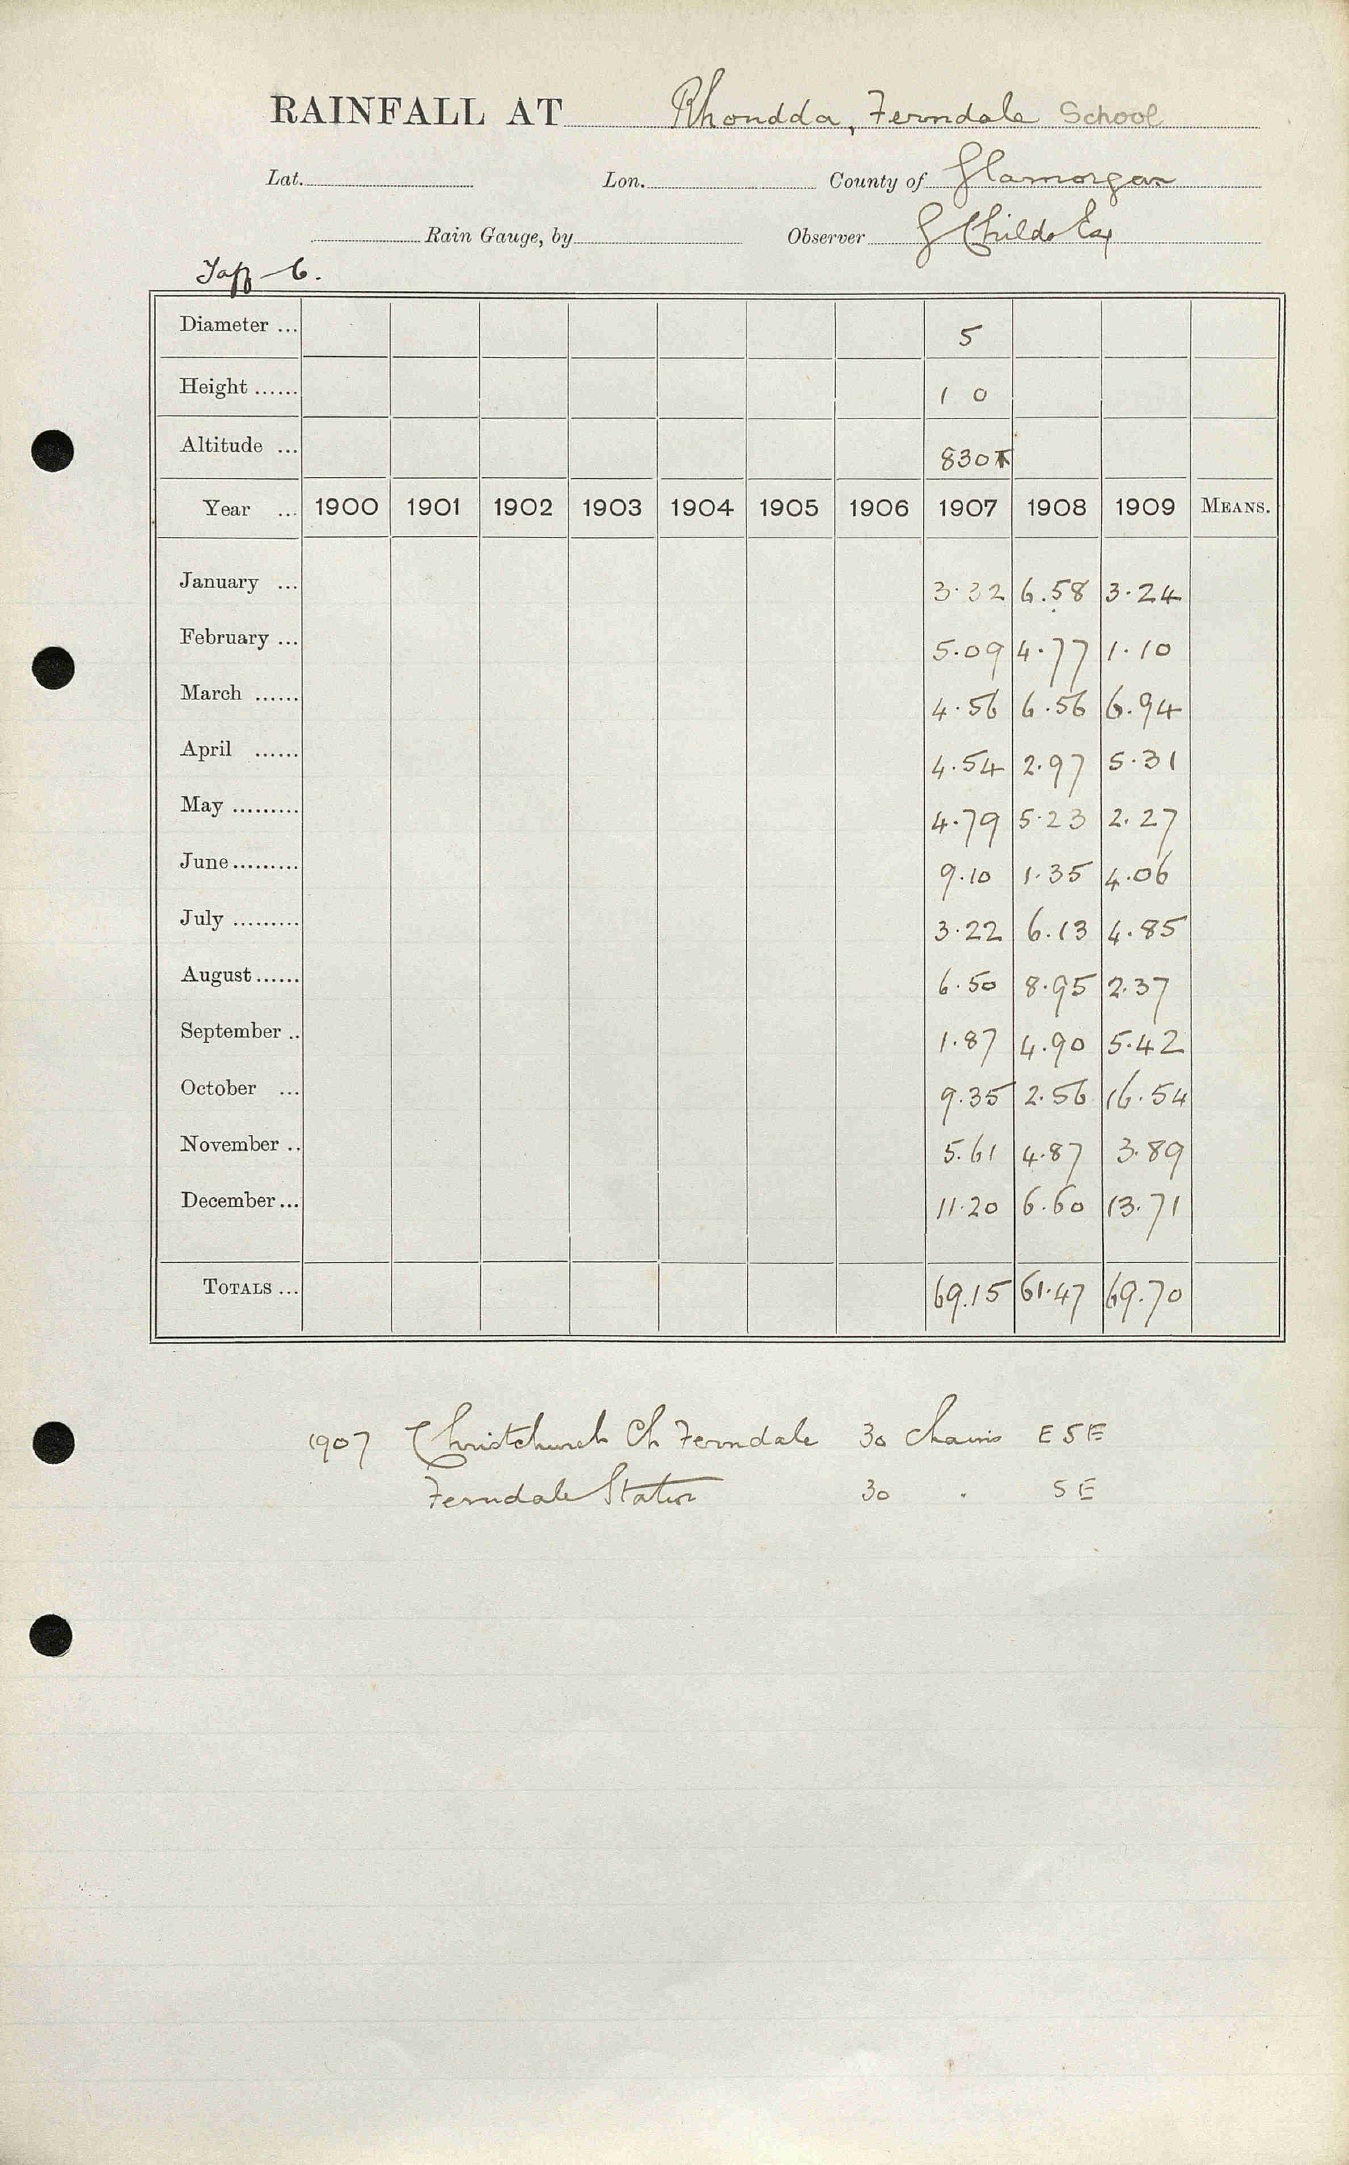 RAINFALL AT Rhondda, Ferndale School
Lat. Lon. County of Glamorgan
Rain Gauge, by Observer G Childs Esq
Taff 6.
Diameter ... 5
Height ...... 1 0
Altitude ... 830T
Year ... 1900 1901 1902 1903 1904 1905 1906 1907 1908 1909 MEANS.
January ... 3.32 6.58 3.24
February ... 5.09 4.77 1.10
March ...... 4.56 6.56 6.94
April ...... 4.54 2.97 5.31
May ......... 4.79 5.23 2.27
June ......... 9.10 1.35 4.06
July ......... 3.22 6.13 4.85
August ...... 6.50 8.95 2.37
September .. 1.87 4.90 5.42
October ... 9.35 2.56 16.54
November .. 5.61 4.87 3.89
December ... 11.20 6.60 13.71
TOTALS ... 69.15 61.47 69.70
1907 Christchurch Ch Ferndale 30 chains ESE
Ferndale Station 30 . SE